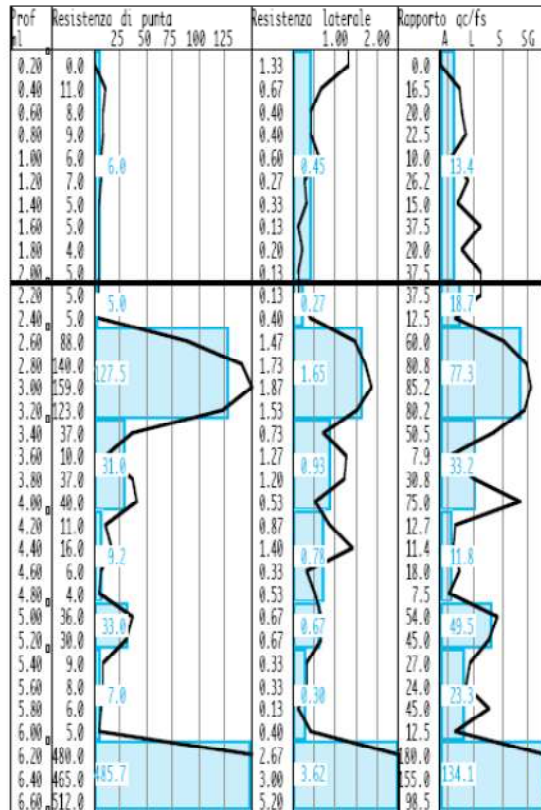 Prof Resistenza di punta Resistenza laterale Rapporto qc/fs
ml 25 50 75 100 125 1.00 2.00 A L S SG
0.20 0.0 1.33 0.0
0.40 11.0 0.67 16.5
0.60 8.0 0.40 20.0
0.80 9.0 0.40 22.5
1.00 6.0 0.60 10.0
6.0 0.45 13.4
1.20 7.0 0.27 26.2
1.40 5.0 0.33 15.0
1.60 5.0 0.13 37.5
1.80 4.0 0.20 20.0
2.00 5.0 0.13 37.5
2.20 5.0 0.13 37.5
5.0 0.27 18.7
2.40 5.0 0.40 12.5
2.60 88.0 1.47 60.0
2.80 140.0 1.73 80.8
127.5 1.65 77.3
3.00 159.0 1.87 85.2
3.20 123.0 1.53 80.2
3.40 37.0 0.73 50.5
3.60 10.0 1.27 7.9
31.0 0.93 33.2
3.80 37.0 1.20 30.8
4.00 40.0 0.53 75.0
4.20 11.0 0.87 12.7
4.40 16.0 1.40 11.4
9.2 0.78 11.8
4.60 6.0 0.33 18.0
4.80 4.0 0.53 7.5
5.00 36.0 0.67 54.0
33.0 0.67 49.5
5.20 30.0 0.67 45.0
5.40 9.0 0.33 27.0
5.60 8.0 0.33 24.0
7.0 0.30 23.3
5.80 6.0 0.13 45.0
6.00 5.0 0.40 12.5
6.20 480.0 2.67 180.0
6.40 465.0 3.00 155.0
485.7 3.62 134.1
6.60 512.0 5.20 98.5